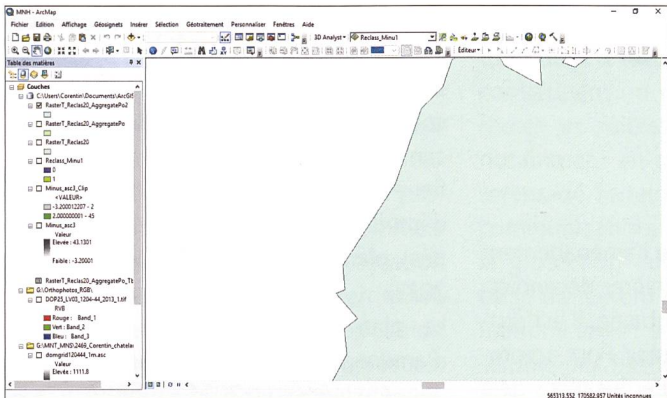 MNH - ArcMap
Fichier Edition Affichage Géosignets Insérer Sélection Géotraitement Personnaliser Fenêtres Aide
3D Analyst Reclass_Minu1
Editeur
Table des matières
Couches
C:\Users\Corentin\Documents\ArcGIS
RasterT_Reclas20_AggregatePo2
RasterT_Reclas20_AggregatePo
RasterT_Reclas20
Reclass_Minu1
0
1
Minus_asc3_Clip
<VALEUR>
-3.200012207 - 2
2.000000001 - 45
Minus_asc3
Valeur
Elevée : 43.1301
Faible : -3.20001
RasterT_Reclas20_AggregatePo_Tb
G:\Orthophotos_RGB\
DOP25_LV03_1204-44_2013_1.tif
RVB
Rouge : Band_1
Vert : Band_2
Bleu : Band_3
G:\MNT_MNS\2469_Corentin_chatelai
domgrid120444_1m.asc
Valeur
Elevée : 1111.8
565313.552 170582.957 Unités inconnues